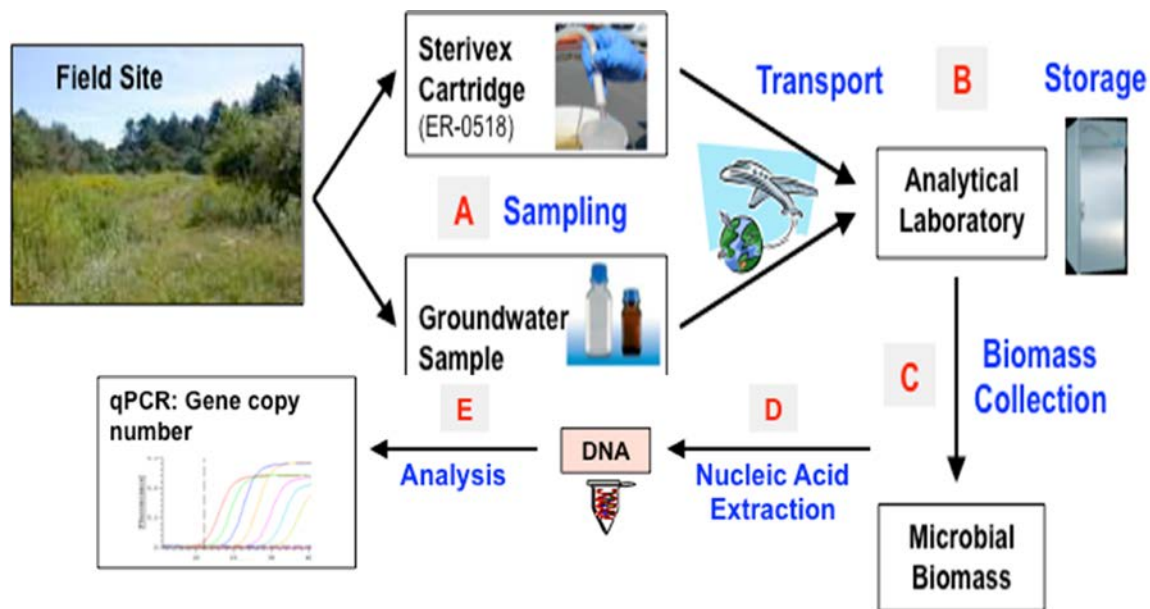 Field Site
Sterivex
Cartridge
(ER-0518)
A Sampling
Groundwater
Sample
Transport
B
Storage
Analytical
Laboratory
C
Biomass
Collection
Microbial
Biomass
D
Nucleic Acid
Extraction
DNA
E
Analysis
qPCR: Gene copy
number